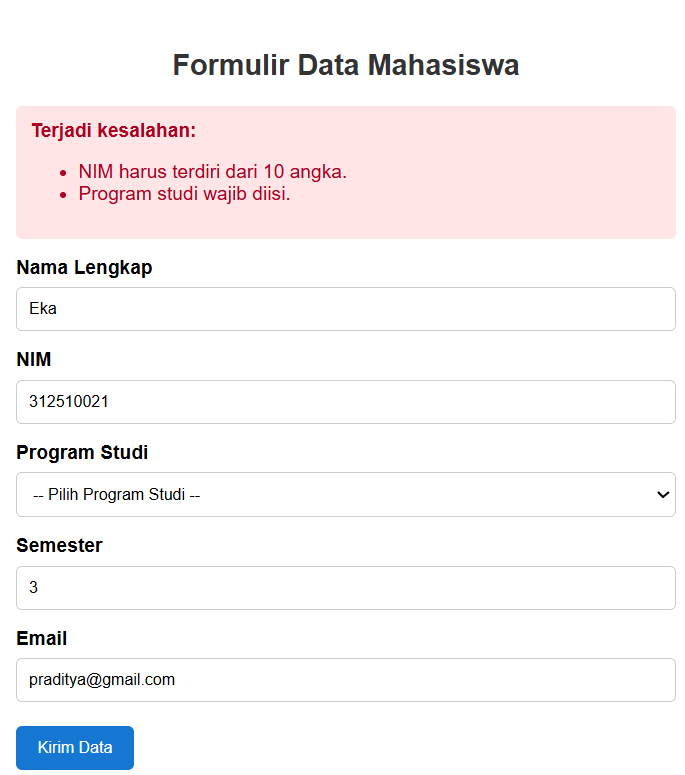 Formulir Data Mahasiswa
Terjadi kesalahan:
• NIM harus terdiri dari 10 angka.
• Program studi wajib diisi.
Nama Lengkap
Eka
NIM
312510021
Program Studi
-- Pilih Program Studi --
Semester
3
Email
praditya@gmail.com
Kirim Data